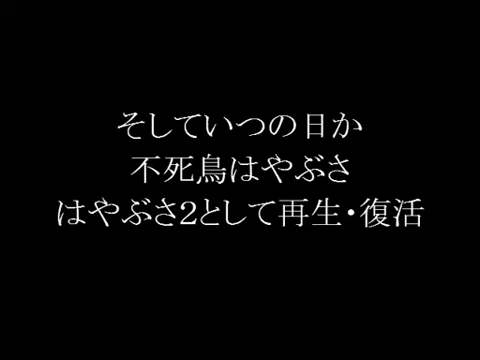 そしていつの日か
不死鳥はやぶさ
はやぶさ2として再生・復活